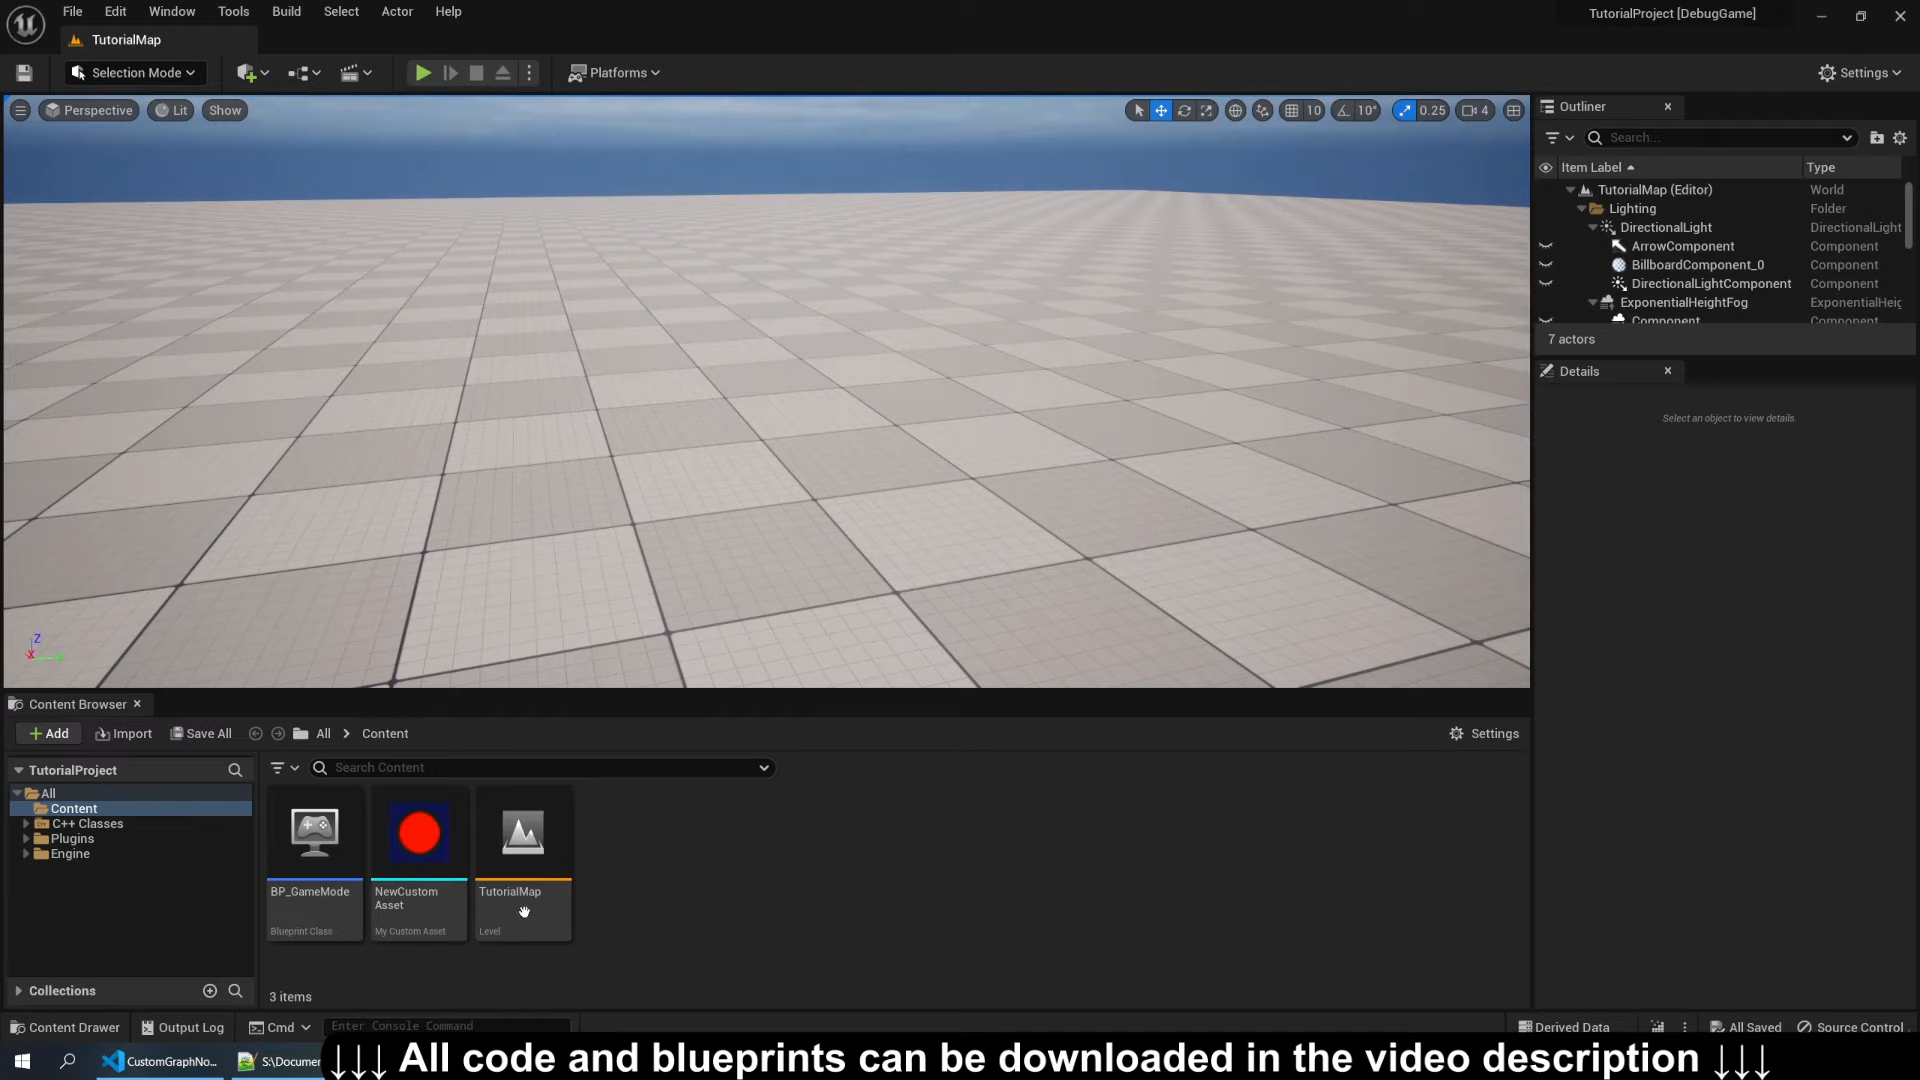 File Edit Window Tools Build Select Actor Help
TutorialProject [DebugGame]
TutorialMap
Selection Mode
Platforms
Settings
Perspective Lit Show
10 10° 0.25 4
Outliner
Search...
Item Label Type
TutorialMap (Editor) World
Lighting Folder
DirectionalLight DirectionalLight
ArrowComponent Component
BillboardComponent_0 Component
DirectionalLightComponent Component
ExponentialHeightFog ExponentialHeig
Component Component
7 actors
Details
Select an object to view details.
Z
Content Browser
Add Import Save All All Content Settings
TutorialProject
Search Content
All
Content
C++ Classes
Plugins
Engine
BP_GameMode
Blueprint Class
NewCustom
Asset
My Custom Asset
TutorialMap
Level
Collections
3 items
Content Drawer Output Log Cmd Enter Console Command
Derived Data All Saved Source Control
CustomGraphNo... S:\Documen
↓↓↓ All code and blueprints can be downloaded in the video description ↓↓↓